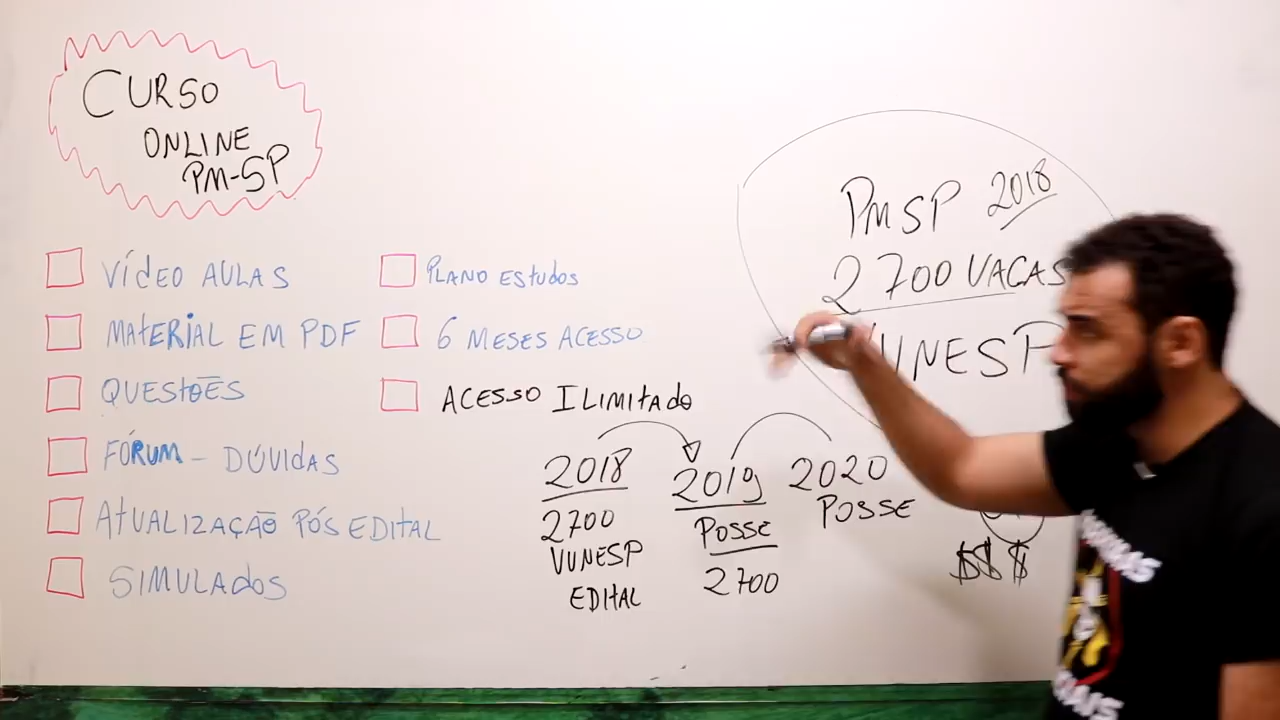 CURSO
ONLINE
PM-SP
VÍDEO AULAS
MATERIAL EM PDF
QUESTÕES
FÓRUM - DÚVIDAS
ATUALIZAÇÃO PÓS EDITAL
SIMULADOS
PLANO ESTUDOS
6 MESES ACESSO
ACESSO ILIMITADO
PMSP 2018
2700 VAGAS
VUNESP
2018
2700
VUNESP
EDITAL
2019
POSSE
2700
2020
POSSE
$$ $